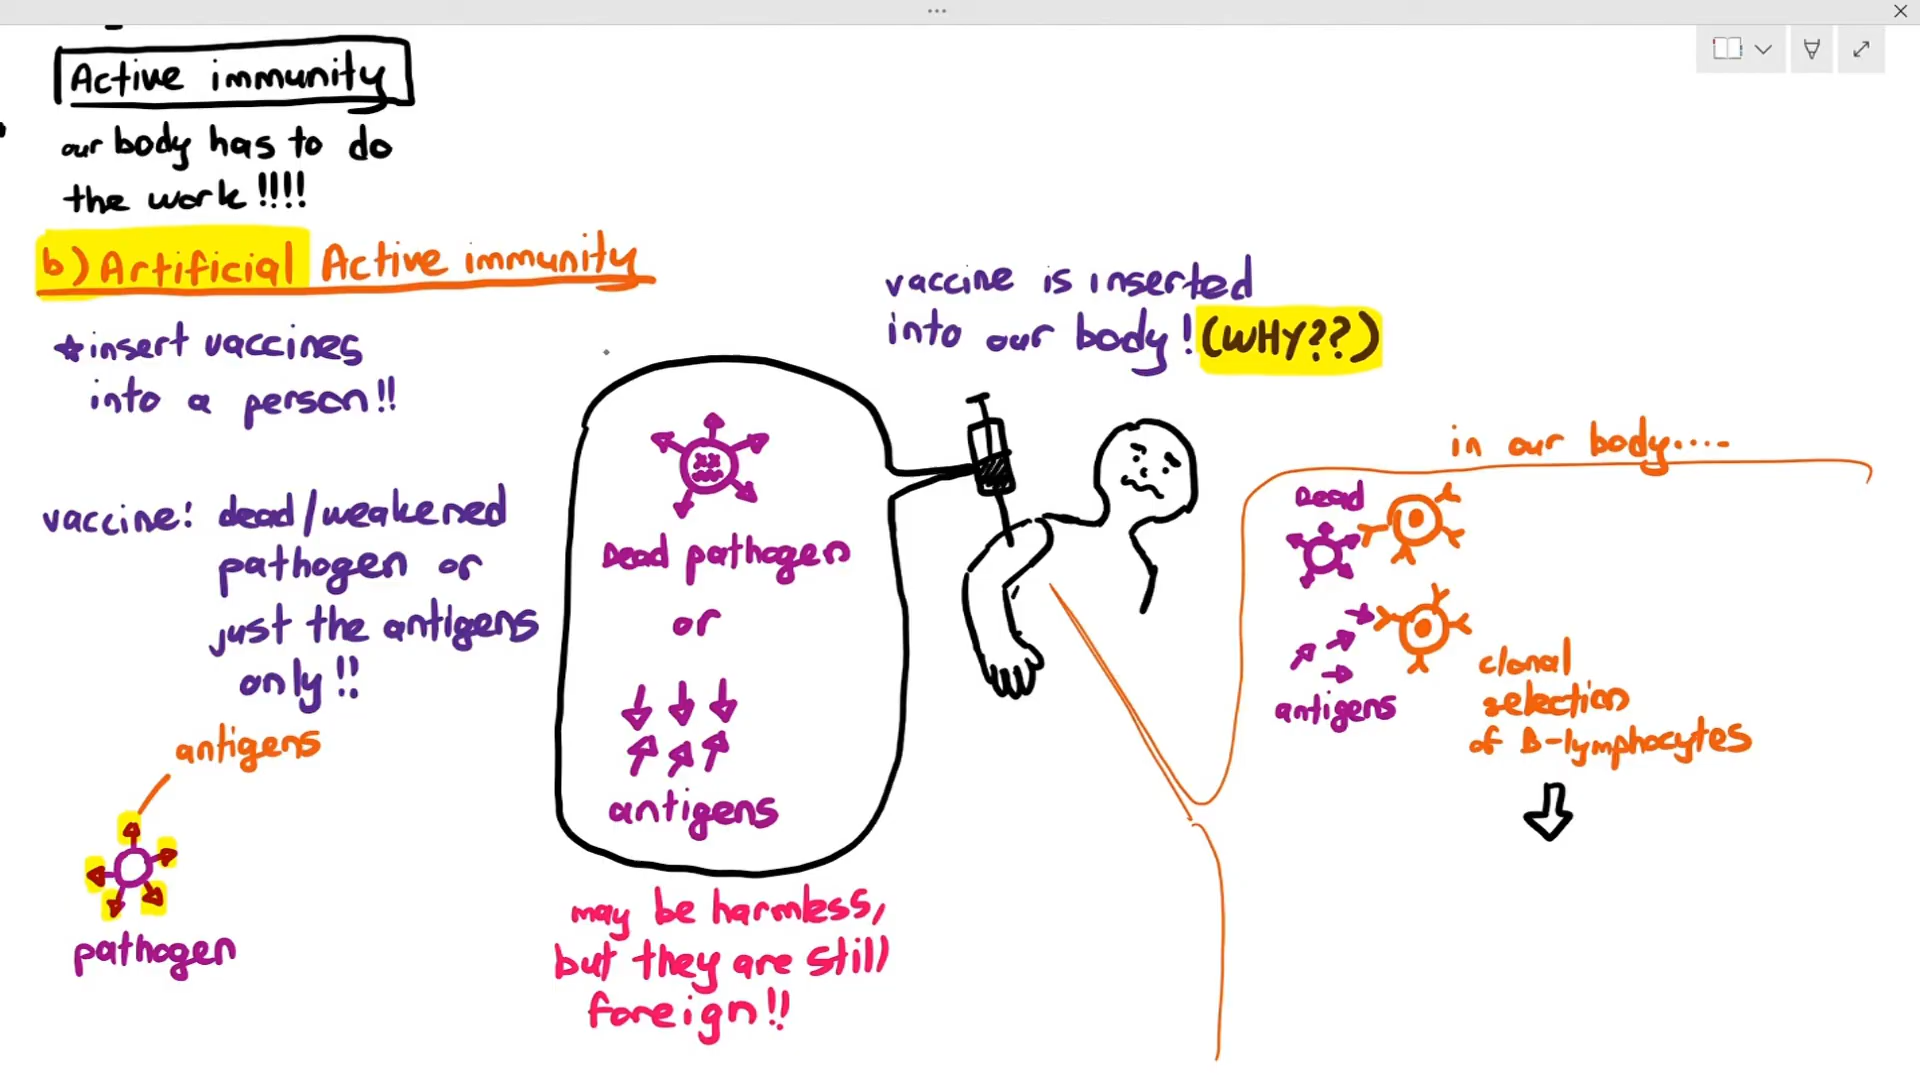 Active immunity
our body has to do
the work!!!!
b) Artificial Active immunity
★insert vaccines
into a person!!
vaccine: dead/weakened
pathogen or
just the antigens
only!!
antigens
pathogen
Dead pathogen
or
antigens
may be harmless,
but they are still
foreign!!
vaccine is inserted
into our body! (WHY??)
in our body....
Dead
antigens
clonal
selection
of B-lymphocytes